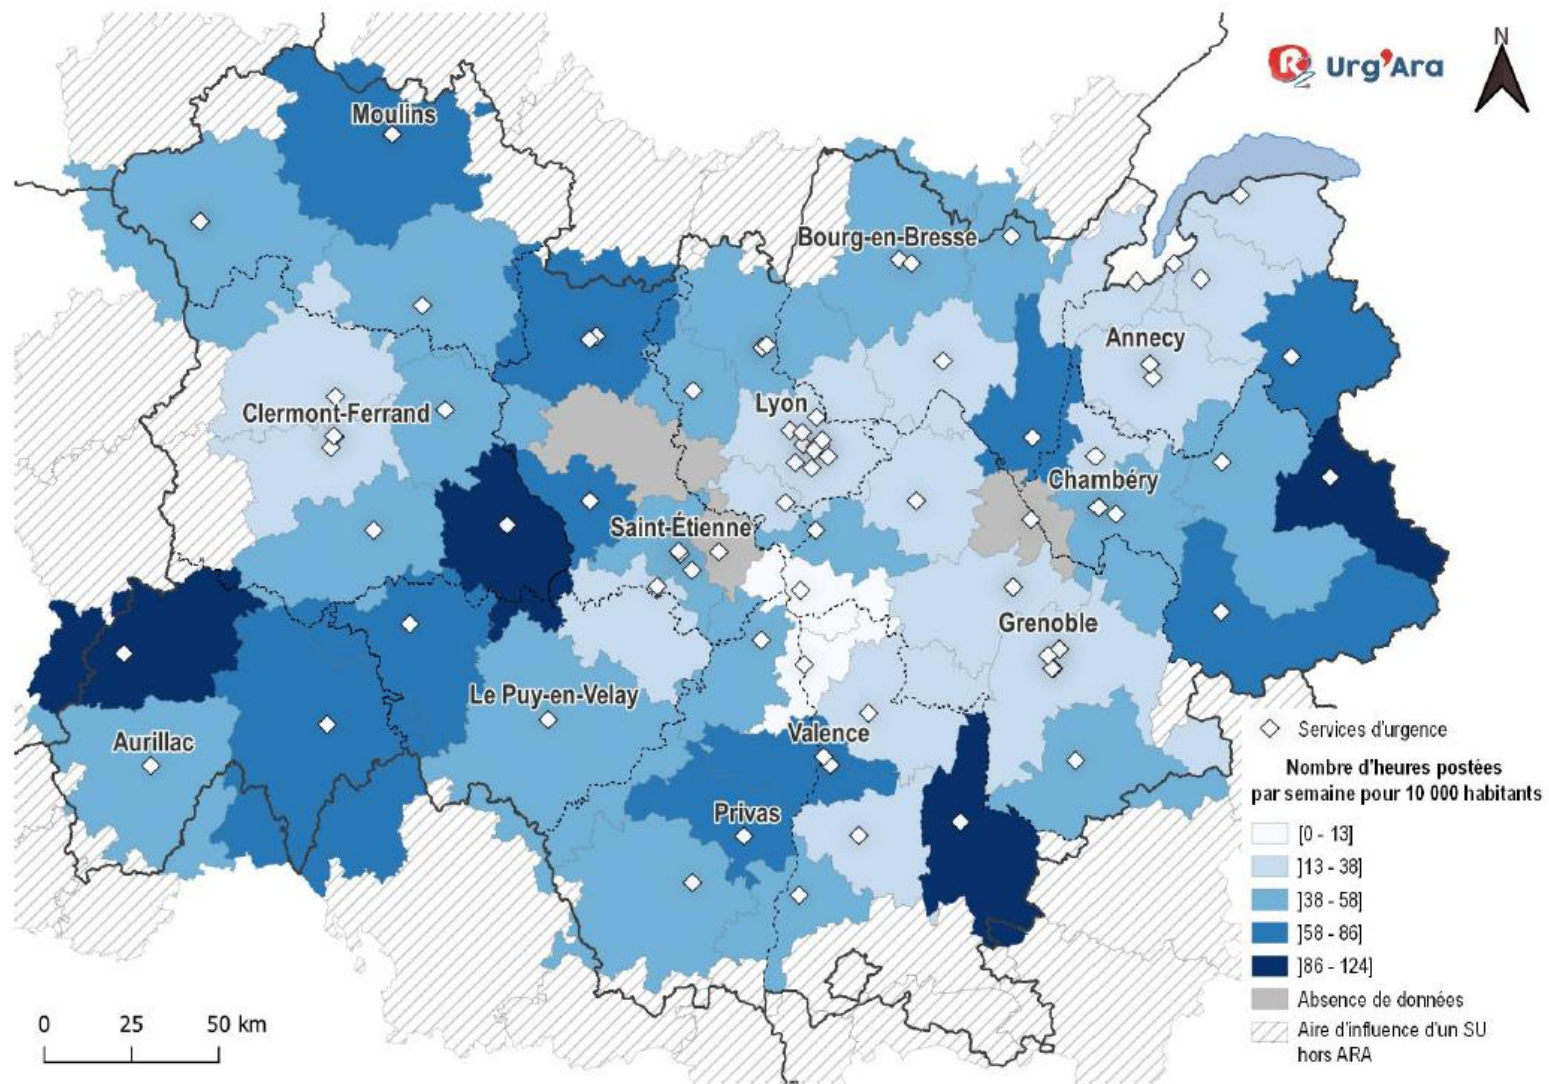 N
R
Urg'Ara
Moulins
Bourg-en-Bresse
Annecy
Clermont-Ferrand
Lyon
Chambéry
Saint-Étienne
Grenoble
Le Puy-en-Velay
Aurillac
Valence
Privas
Services d'urgence
Nombre d'heures postées
par semaine pour 10 000 habitants
[0 - 13]
]13 - 38]
]38 - 58]
]58 - 86]
]86 - 124]
Absence de données
Aire d'influence d'un SU
hors ARA
0 25 50 km